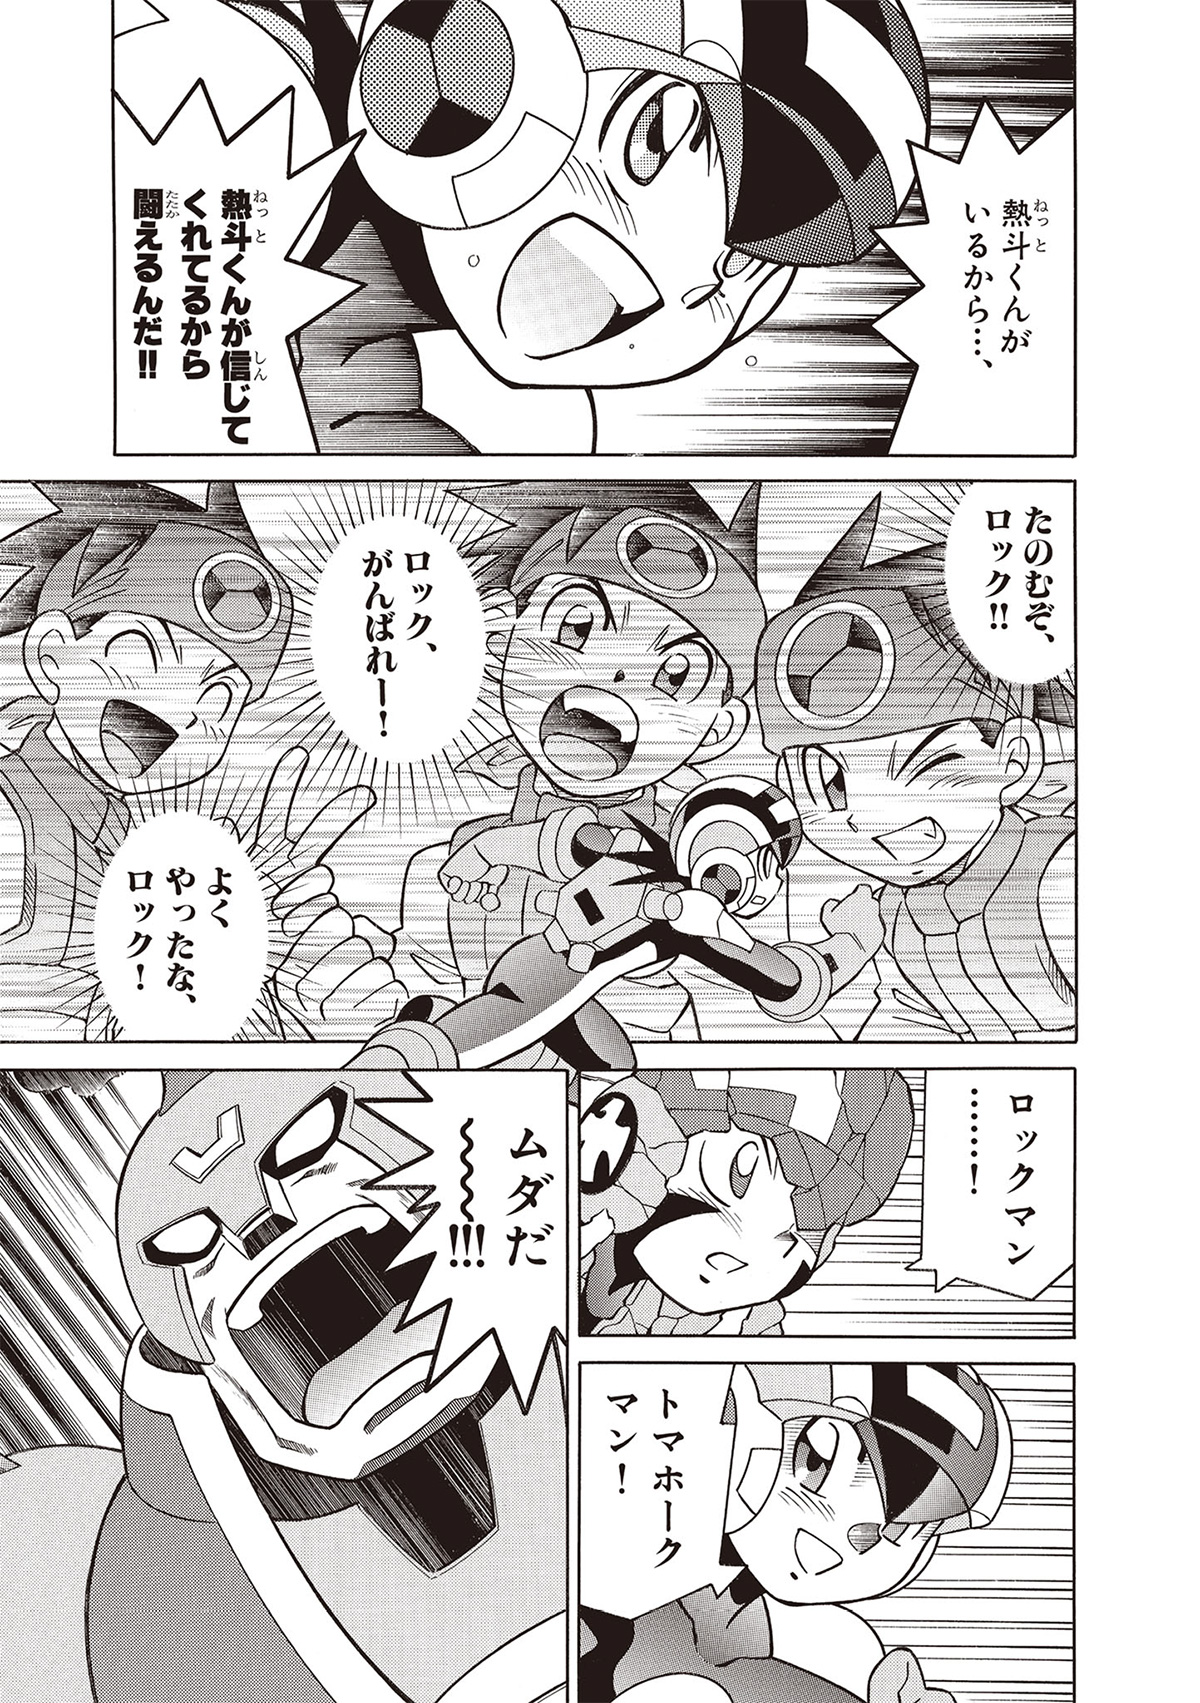 熱斗くんが
いるから…、
熱斗くんが信じて
くれてるから
闘えるんだ!!
たのむぞ、
ロック!!
ロック、
がんばれー!
よく
やったな、
ロック!
ロックマン
……!
トマホーク
マン!
ムダだ
〜〜〜!!!